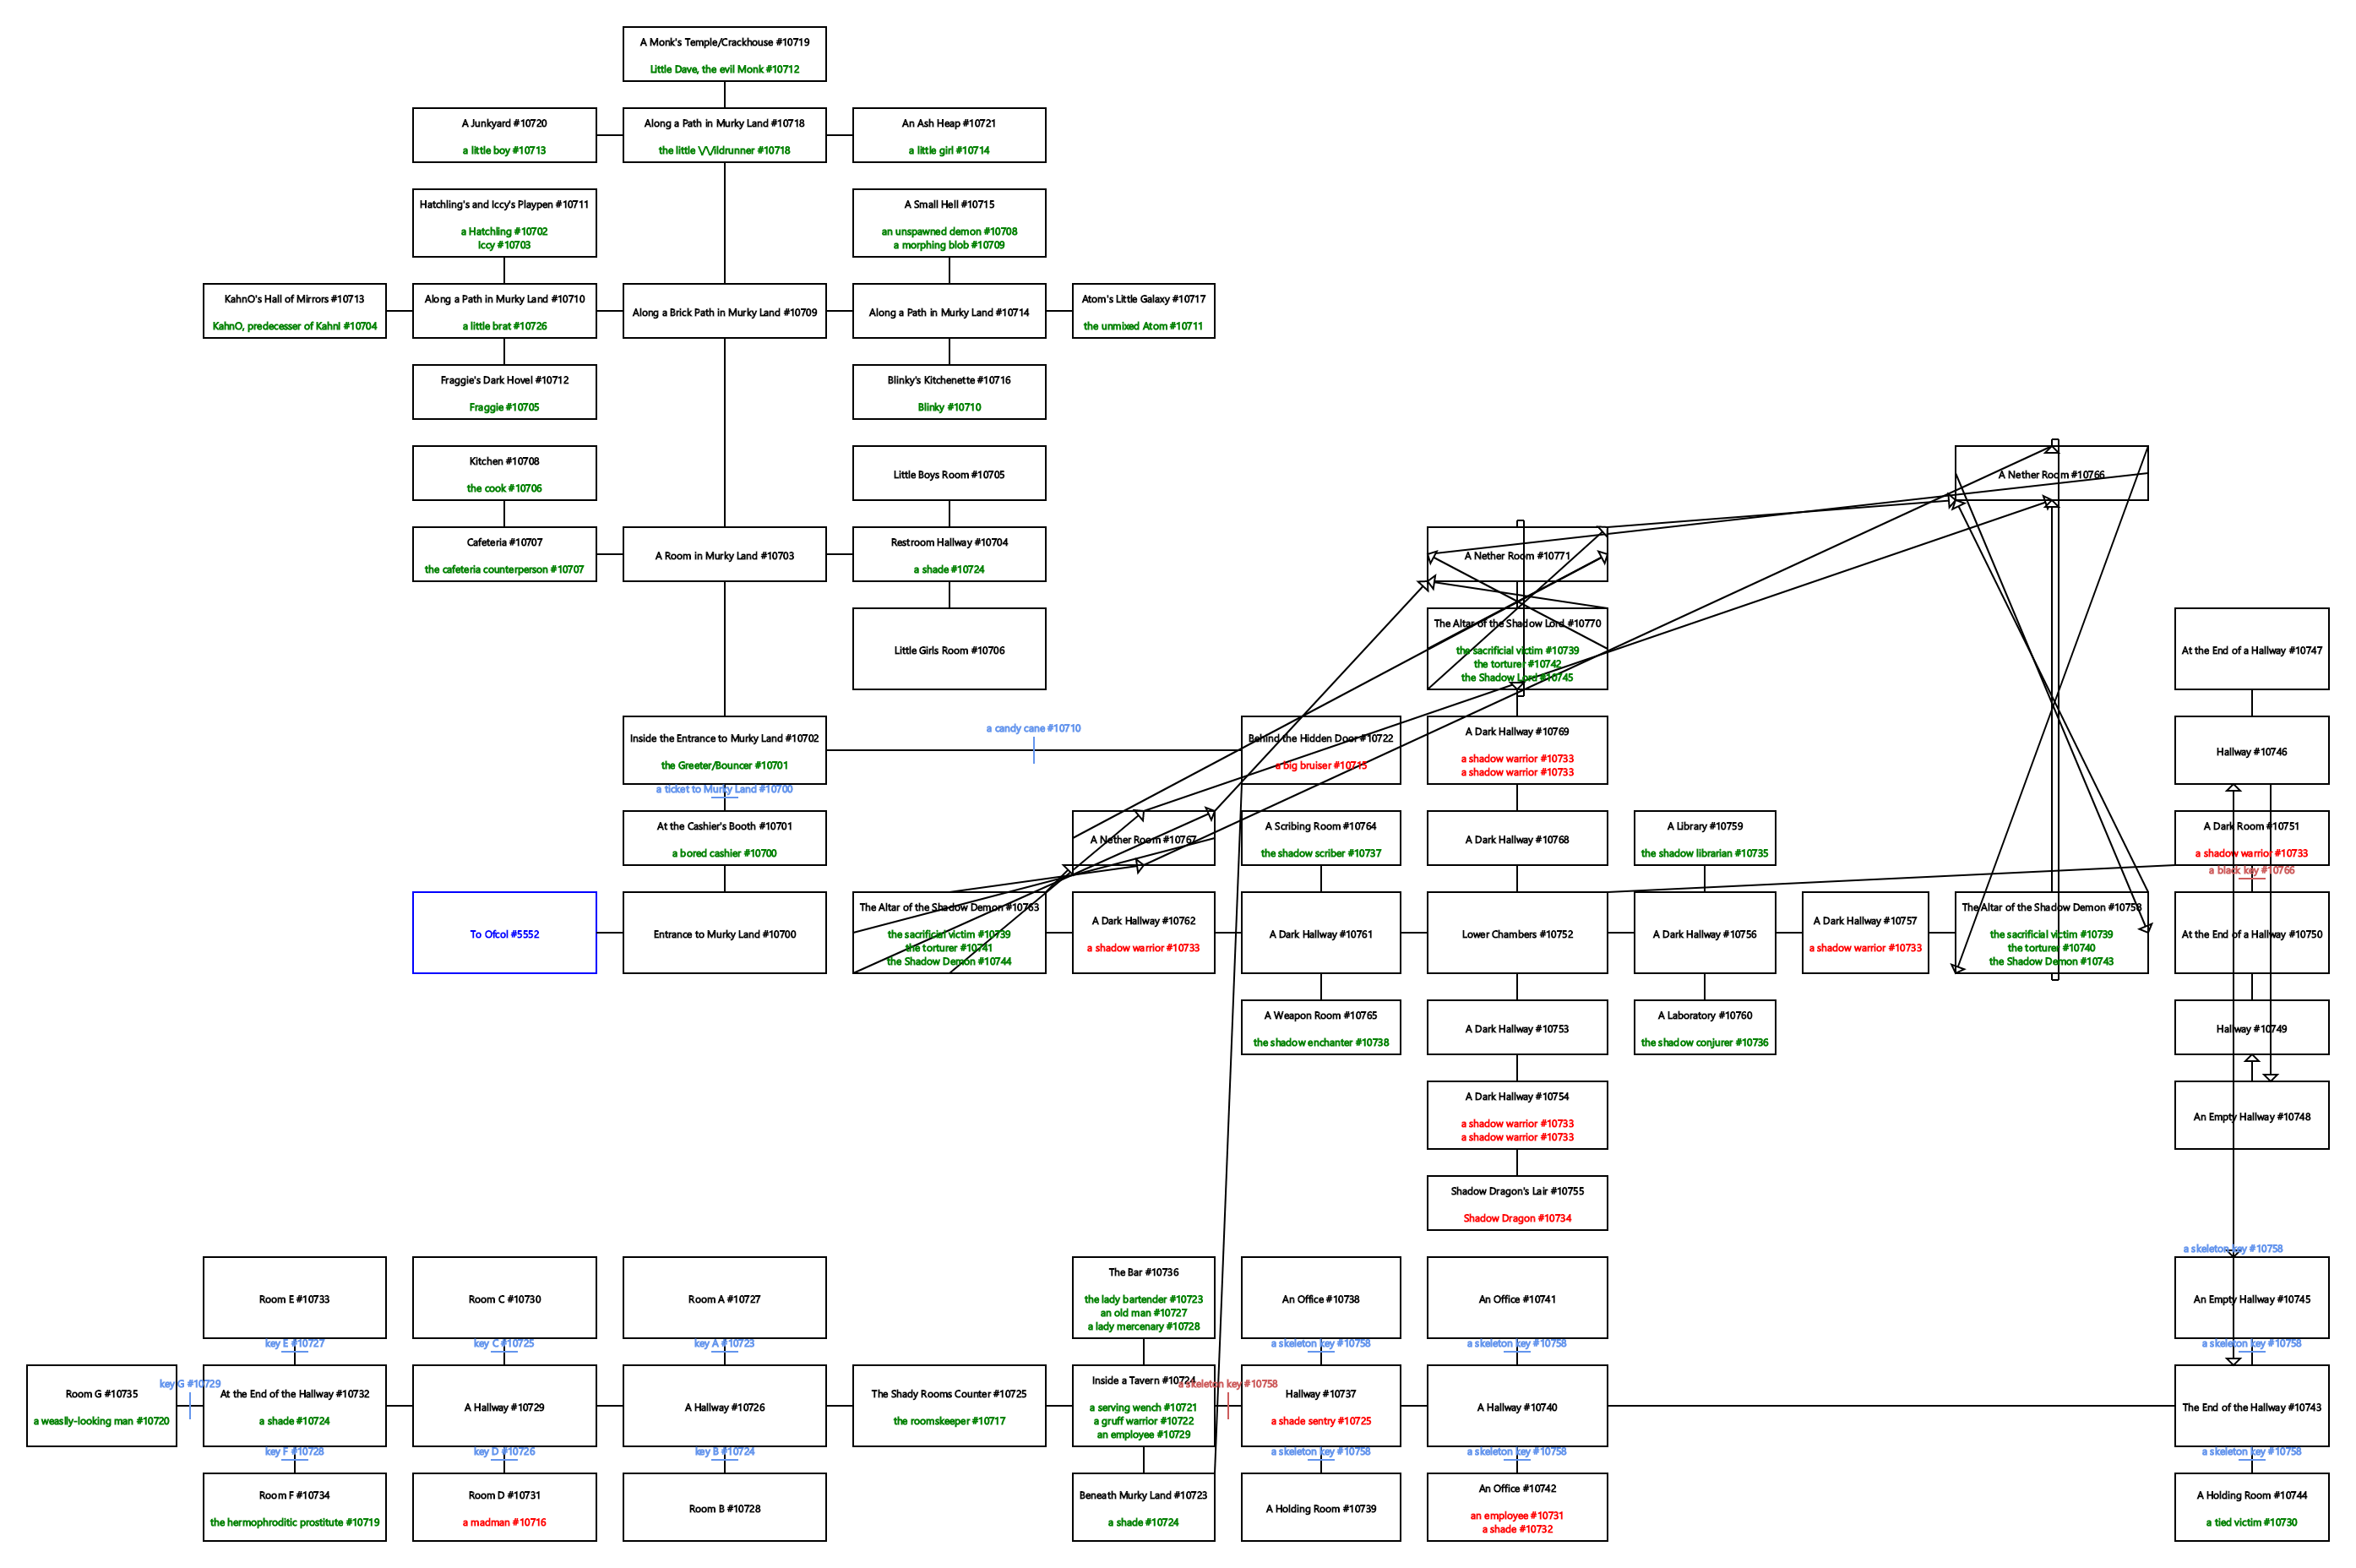 A Monk's Temple/Crackhouse #10719
Little Dave, the evil Monk #10712
A Junkyard #10720
a little boy #10713
Along a Path in Murky Land #10718
the little \/\/ildrunner #10718
An Ash Heap #10721
a little girl #10714
Hatchling's and Iccy's Playpen #10711
a Hatchling #10702
Iccy #10703
A Small Hell #10715
an unspawned demon #10708
a morphing blob #10709
KahnO's Hall of Mirrors #10713
KahnO, predecesser of KahnI #10704
Along a Path in Murky Land #10710
a little brat #10726
Along a Brick Path in Murky Land #10709
Along a Path in Murky Land #10714
Atom's Little Galaxy #10717
the unmixed Atom #10711
Fraggie's Dark Hovel #10712
Fraggie #10705
Blinky's Kitchenette #10716
Blinky #10710
Kitchen #10708
the cook #10706
Little Boys Room #10705
A Nether Room #10766
Cafeteria #10707
the cafeteria counterperson #10707
A Room in Murky Land #10703
Restroom Hallway #10704
a shade #10724
A Nether Room #10771
Little Girls Room #10706
The Altar of the Shadow Lord #10770
the sacrificial victim #10739
the torturer #10742
the Shadow Lord #10745
At the End of a Hallway #10747
Inside the Entrance to Murky Land #10702
the Greeter/Bouncer #10701
a candy cane #10710
Behind the Hidden Door #10722
a big bruiser #10715
A Dark Hallway #10769
a shadow warrior #10733
a shadow warrior #10733
Hallway #10746
a ticket to Murky Land #10700
At the Cashier's Booth #10701
a bored cashier #10700
A Nether Room #10767
A Scribing Room #10764
the shadow scriber #10737
A Dark Hallway #10768
A Library #10759
the shadow librarian #10735
A Dark Room #10751
a shadow warrior #10733
a black key #10766
To Ofcol #5552
Entrance to Murky Land #10700
The Altar of the Shadow Demon #10763
the sacrificial victim #10739
the torturer #10741
the Shadow Demon #10744
A Dark Hallway #10762
a shadow warrior #10733
A Dark Hallway #10761
Lower Chambers #10752
A Dark Hallway #10756
A Dark Hallway #10757
a shadow warrior #10733
The Altar of the Shadow Demon #10758
the sacrificial victim #10739
the torturer #10740
the Shadow Demon #10743
At the End of a Hallway #10750
A Weapon Room #10765
the shadow enchanter #10738
A Dark Hallway #10753
A Laboratory #10760
the shadow conjurer #10736
Hallway #10749
A Dark Hallway #10754
a shadow warrior #10733
a shadow warrior #10733
An Empty Hallway #10748
Shadow Dragon's Lair #10755
Shadow Dragon #10734
a skeleton key #10758
Room E #10733
Room C #10730
Room A #10727
The Bar #10736
the lady bartender #10723
an old man #10727
a lady mercenary #10728
An Office #10738
An Office #10741
An Empty Hallway #10745
key E #10727
key C #10725
key A #10723
a skeleton key #10758
a skeleton key #10758
a skeleton key #10758
Room G #10735
a weaslly-looking man #10720
key G #10729
At the End of the Hallway #10732
a shade #10724
A Hallway #10729
A Hallway #10726
The Shady Rooms Counter #10725
the roomskeeper #10717
Inside a Tavern #10724
a serving wench #10721
a gruff warrior #10722
an employee #10729
a skeleton key #10758
Hallway #10737
a shade sentry #10725
A Hallway #10740
The End of the Hallway #10743
key F #10728
key D #10726
key B #10724
a skeleton key #10758
a skeleton key #10758
a skeleton key #10758
Room F #10734
the hermophroditic prostitute #10719
Room D #10731
a madman #10716
Room B #10728
Beneath Murky Land #10723
a shade #10724
A Holding Room #10739
An Office #10742
an employee #10731
a shade #10732
A Holding Room #10744
a tied victim #10730